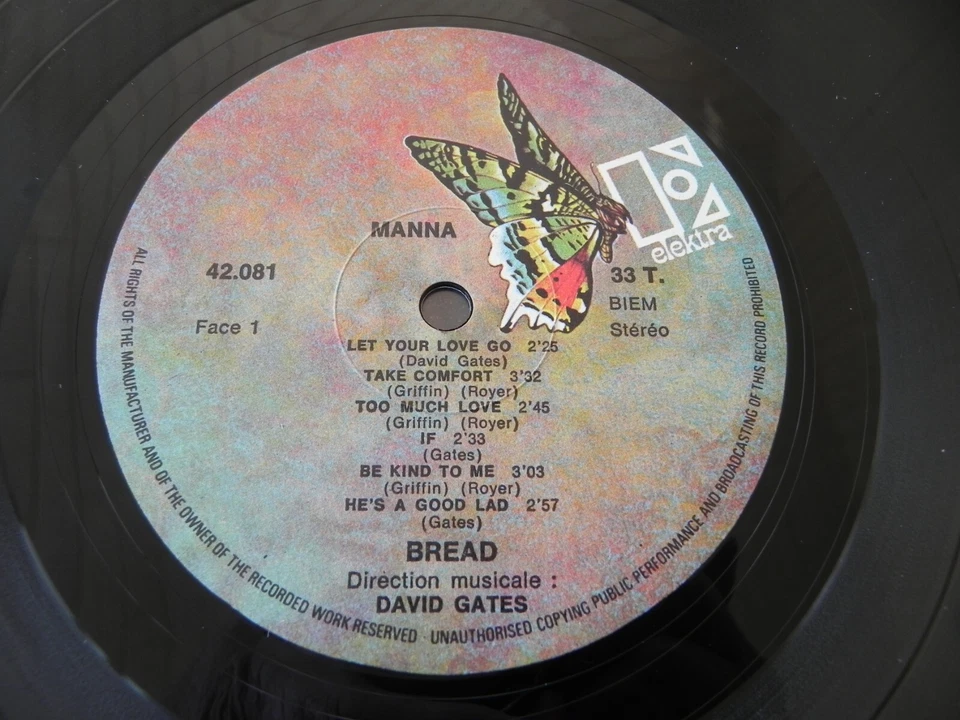 elektra
MANNA
42.081
33 T.
BIEM
Face 1
Stéréo
LET YOUR LOVE GO 2'25
(David Gates)
TAKE COMFORT 3'32
(Griffin) (Royer)
TOO MUCH LOVE 2'45
(Griffin) (Royer)
IF 2'33
(Gates)
BE KIND TO ME 3'03
(Griffin) (Royer)
HE'S A GOOD LAD 2'57
(Gates)
BREAD
Direction musicale :
DAVID GATES
ALL RIGHTS OF THE MANUFACTURER AND OF THE OWNER OF THE RECORDED WORK RESERVED · UNAUTHORISED COPYING PUBLIC PERFORMANCE AND BROADCASTING OF THIS RECORD PROHIBITED